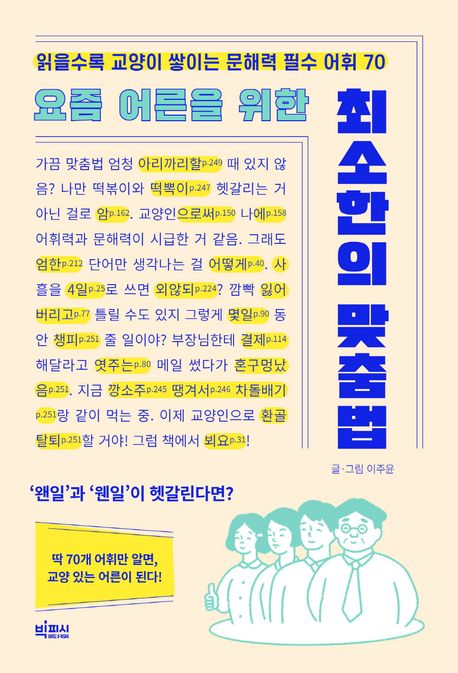 읽을수록 교양이 쌓이는 문해력 필수 어휘 70
요즘 어른을 위한
최소한의 맞춤법
가끔 맞춤법 엄청 아리까리할p.249 때 있지 않
음? 나만 떡볶이와 떡뽁이p.247 헷갈리는 거
아닌 걸로 암p.162. 교양인으로써p.150 나에p.158
어휘력과 문해력이 시급한 거 같음. 그래도
엄한p.212 단어만 생각나는 걸 어떻게p.40. 사
흘을 4일p.25로 쓰면 외않되p.224? 깜빡 잃어
버리고p.77 틀릴 수도 있지 그렇게 몇일p.90 동
안 챙피p.251 줄 일이야? 부장님한테 결제p.114
해달라고 엿주는p.80 메일 썼다가 혼구멍났
음p.251. 지금 깡소주p.245 땡겨서p.246 차돌배기
p.251랑 같이 먹는 중. 이제 교양인으로 환골
탈퇴p.251할 거야! 그럼 책에서 뵈요p.31!
글·그림 이주윤
‘왠일’과 ‘웬일’이 헷갈린다면?
딱 70개 어휘만 알면,
교양 있는 어른이 된다!
빅피시
BIG FISH